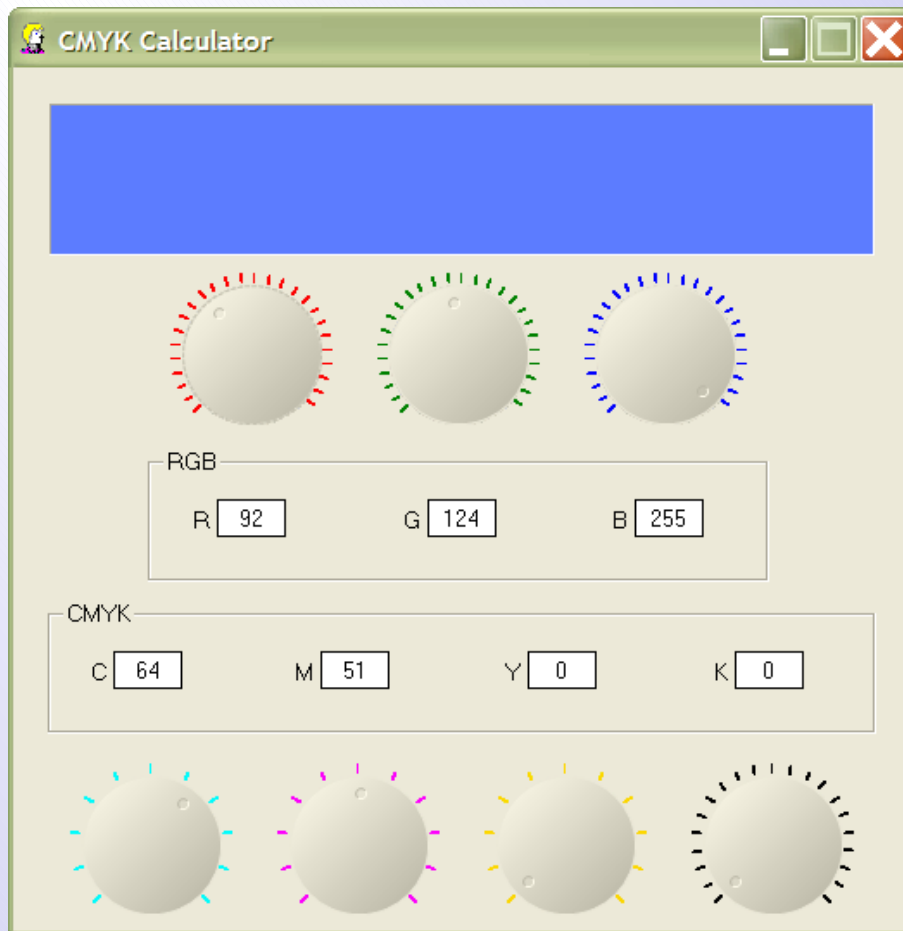 CMYK Calculator
RGB
R 92 G 124 B 255
CMYK
C 64 M 51 Y 0 K 0